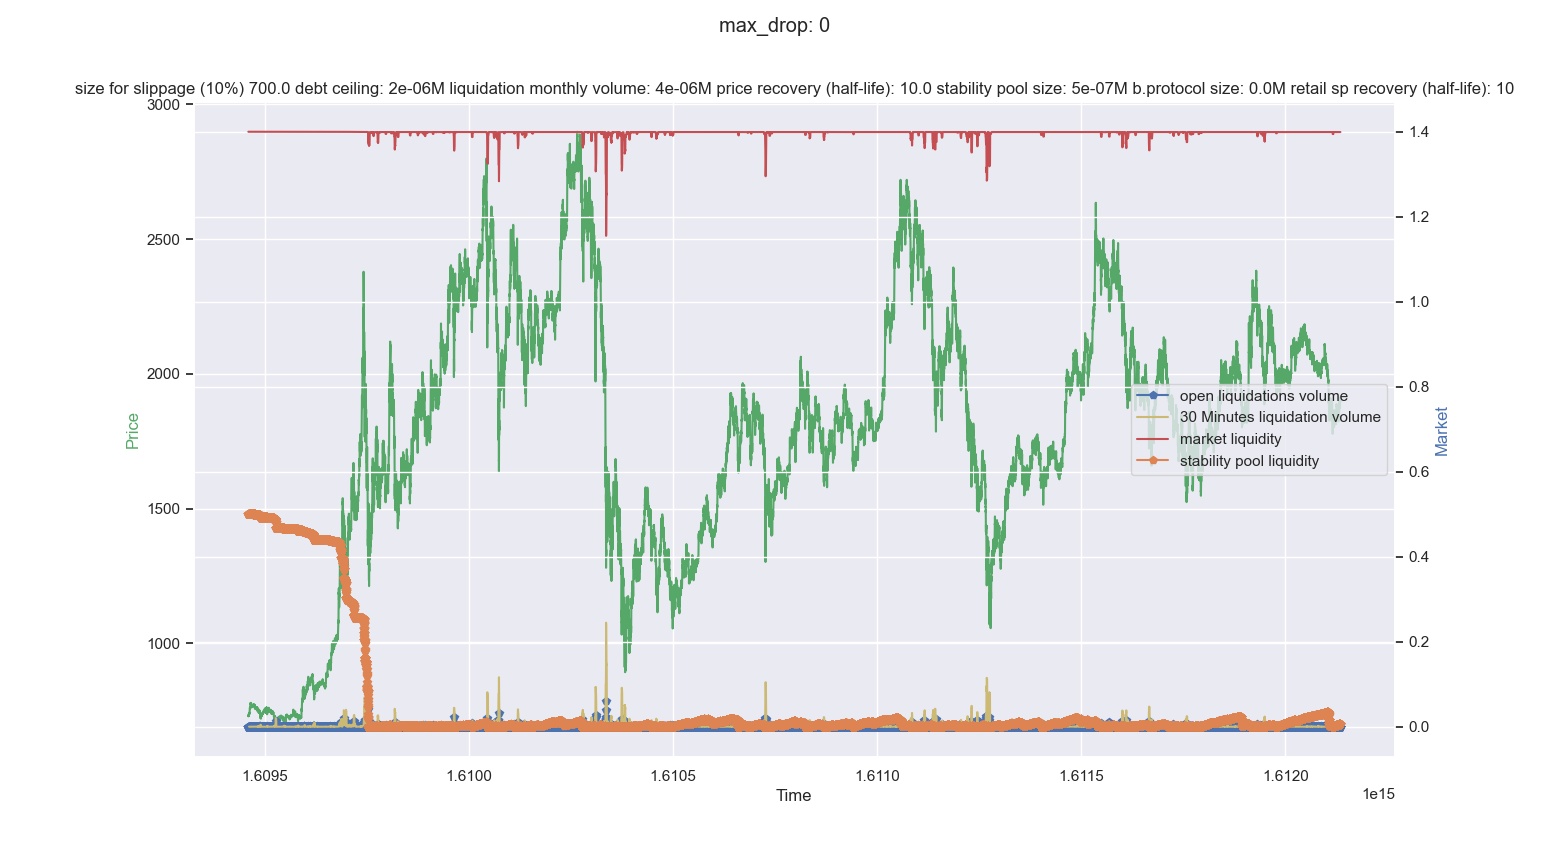 max_drop: 0
size for slippage (10%) 700.0 debt ceiling: 2e-06M liquidation monthly volume: 4e-06M price recovery (half-life): 10.0 stability pool size: 5e-07M b.protocol size: 0.0M retail sp recovery (half-life): 10
3000
2500
2000
1500
1000
Price
1.4
1.2
1.0
0.8
0.6
0.4
0.2
0.0
Market
open liquidations volume
30 Minutes liquidation volume
market liquidity
stability pool liquidity
1.6095 1.6100 1.6105 1.6110 1.6115 1.6120
Time
1e15